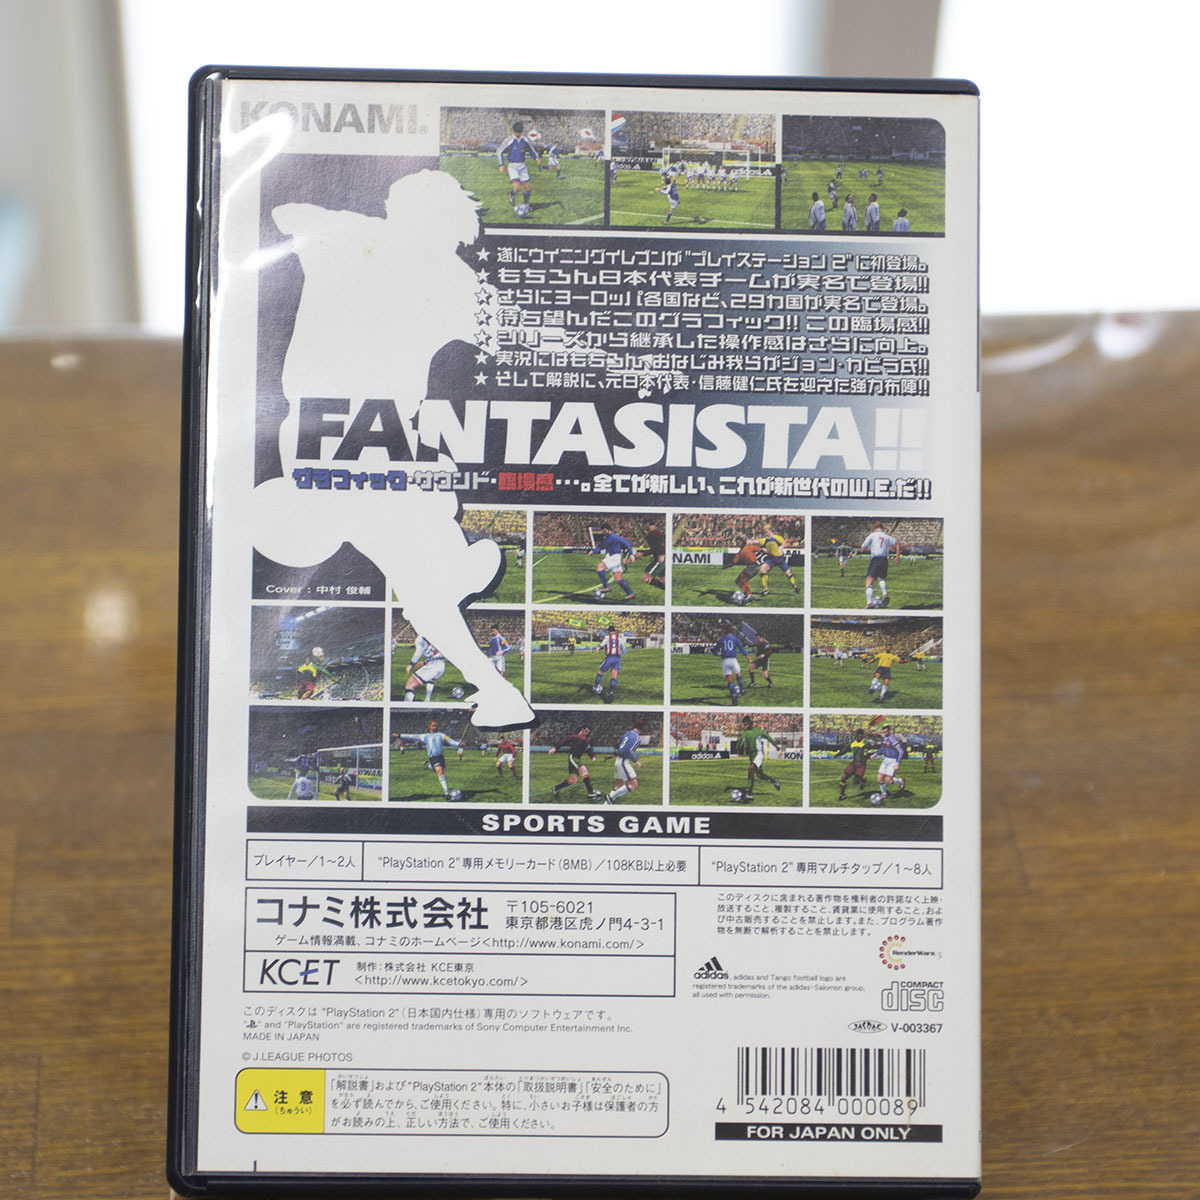 KONAMI®
★遂にウイニングイレブンが"プレイステーション 2"に初登場。
★もちろん日本代表チームが実名で登場!!
★さらにヨーロッパ各国など、29カ国が実名で登場。
★待ち望んだこのグラフィック!! この臨場感!!
★シリーズから継承した操作感はさらに向上。
★実況にはもちろん、おなじみ我らがジョン・カビラ氏!!
★そして解説に、元日本代表・信藤健仁氏を迎えた強力布陣!!
FANTASISTA!!
グラフィック・サウンド・臨場感・・・。全てが新しい、これが新世代のW.E.だ!!
Cover : 中村 俊輔
SPORTS GAME
プレイヤー/1~2人
"PlayStation 2"専用メモリーカード(8MB)/108KB以上必要
"PlayStation 2"専用マルチタップ/1~8人
コナミ株式会社
〒105-6021
東京都港区虎ノ門4-3-1
ゲーム情報満載、コナミのホームページ<http://www.konami.com/>
KCET
制作:株式会社 KCE東京
<http://www.kcetokyo.com/>
このディスクに含まれる著作物を権利者の許諾なく上映・
放送すること、複製すること、賃貸業に使用すること、およ
び中古販売することを禁止します。また、プログラム著作
物を無断で解析することを禁止します。
RenderWare 3
adidas
adidas and Tango football logo are
registered trademarks of the adidas-Salomon group,
all used with permission.
COMPACT
disc
JASRAC
V-003367
このディスクは "PlayStation 2"(日本国内仕様)専用のソフトウェアです。
" " and "PlayStation" are registered trademarks of Sony Computer Entertainment Inc.
MADE IN JAPAN
© J.LEAGUE PHOTOS
注 意
(ちゅうい)
「解説書」および"PlayStation 2"本体の「取扱説明書」「安全のために」
を必ず読んでから、ご使用ください。特に、小さいお子様は保護者の方
がお読みの上、正しい方法で、ご使用ください。
4 542084 000089
FOR JAPAN ONLY